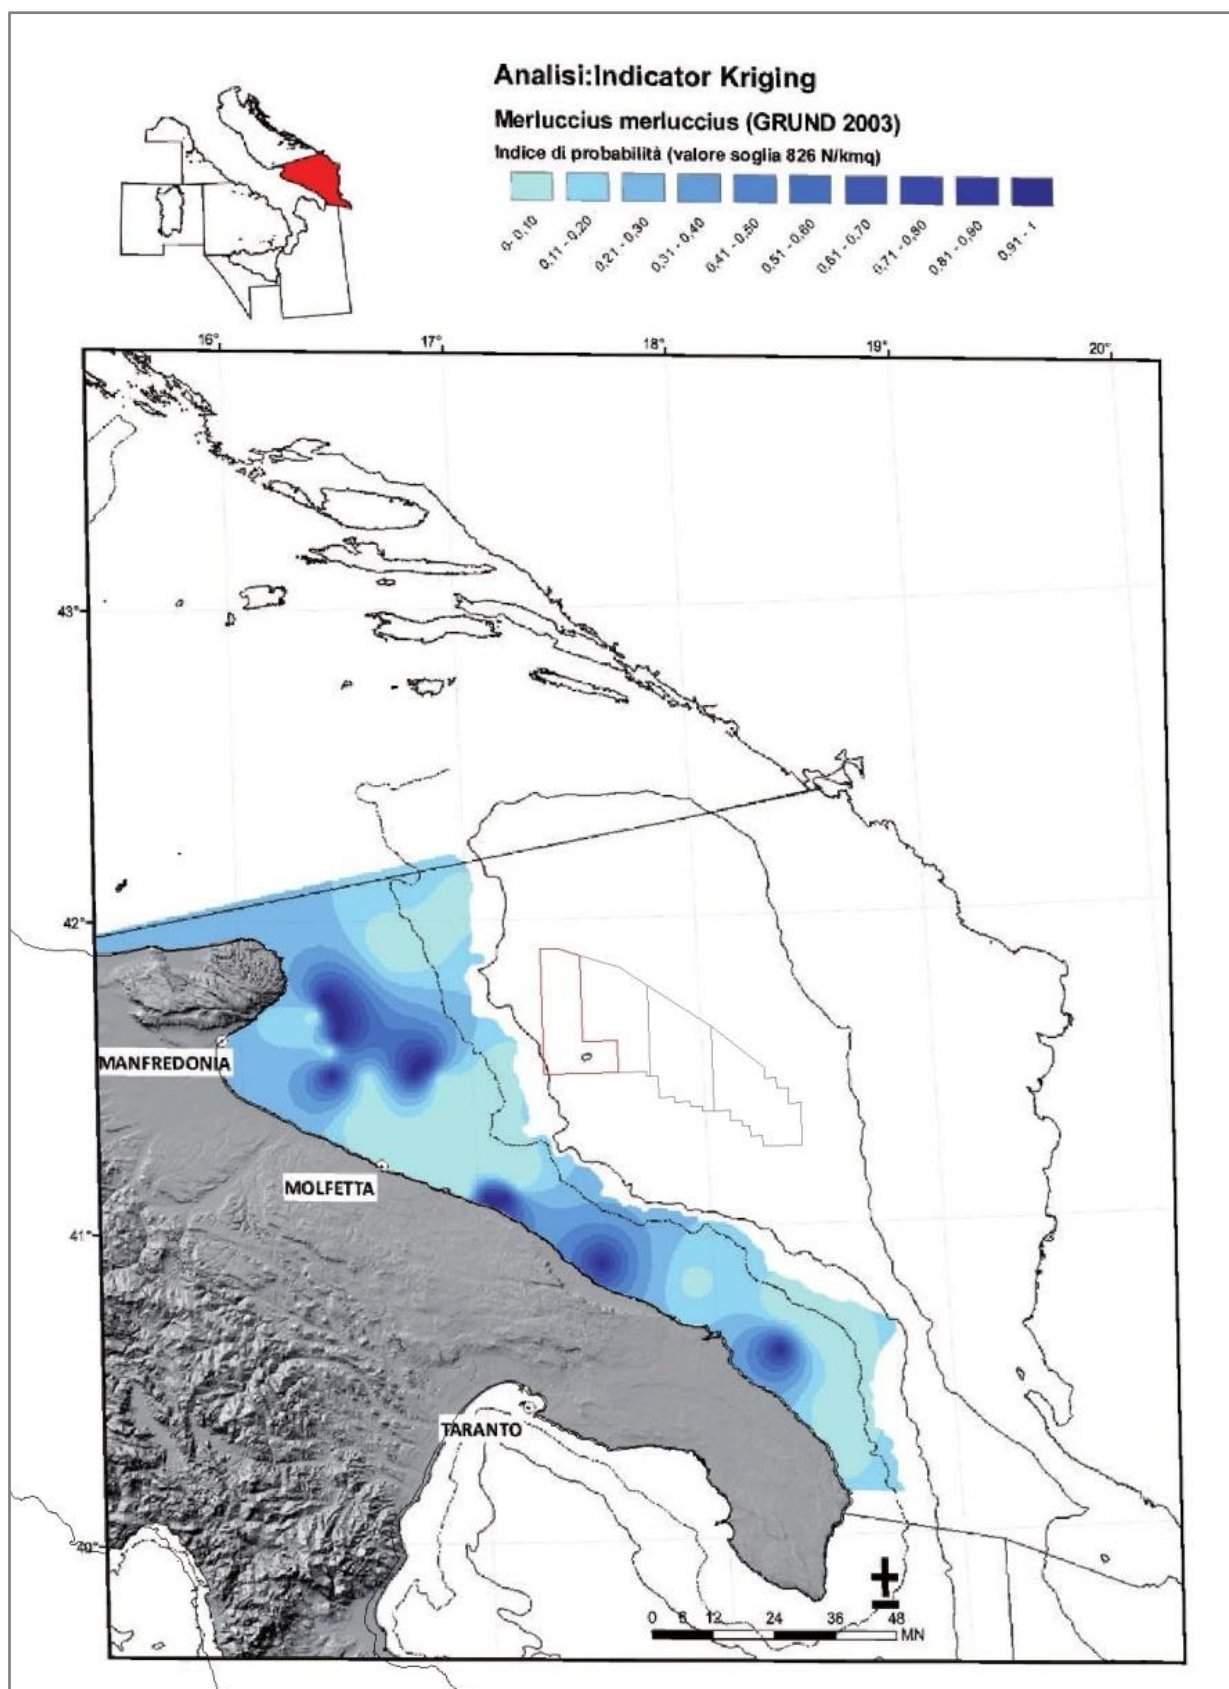 Analisi:Indicator Kriging
Merluccius merluccius (GRUND 2003)
Indice di probabilità (valore soglia 826 N/kmq)
0- 0,10
0,11 - 0,20
0,21 - 0,30
0,31 - 0,40
0,41 - 0,50
0,51 - 0,60
0,61 - 0,70
0,71 - 0,80
0,81 - 0,90
0,91 - 1
16° 17° 18° 19° 20°
43°
42°
MANFREDONIA
MOLFETTA
41°
TARANTO
40°
0 6 12 24 36 48
MN